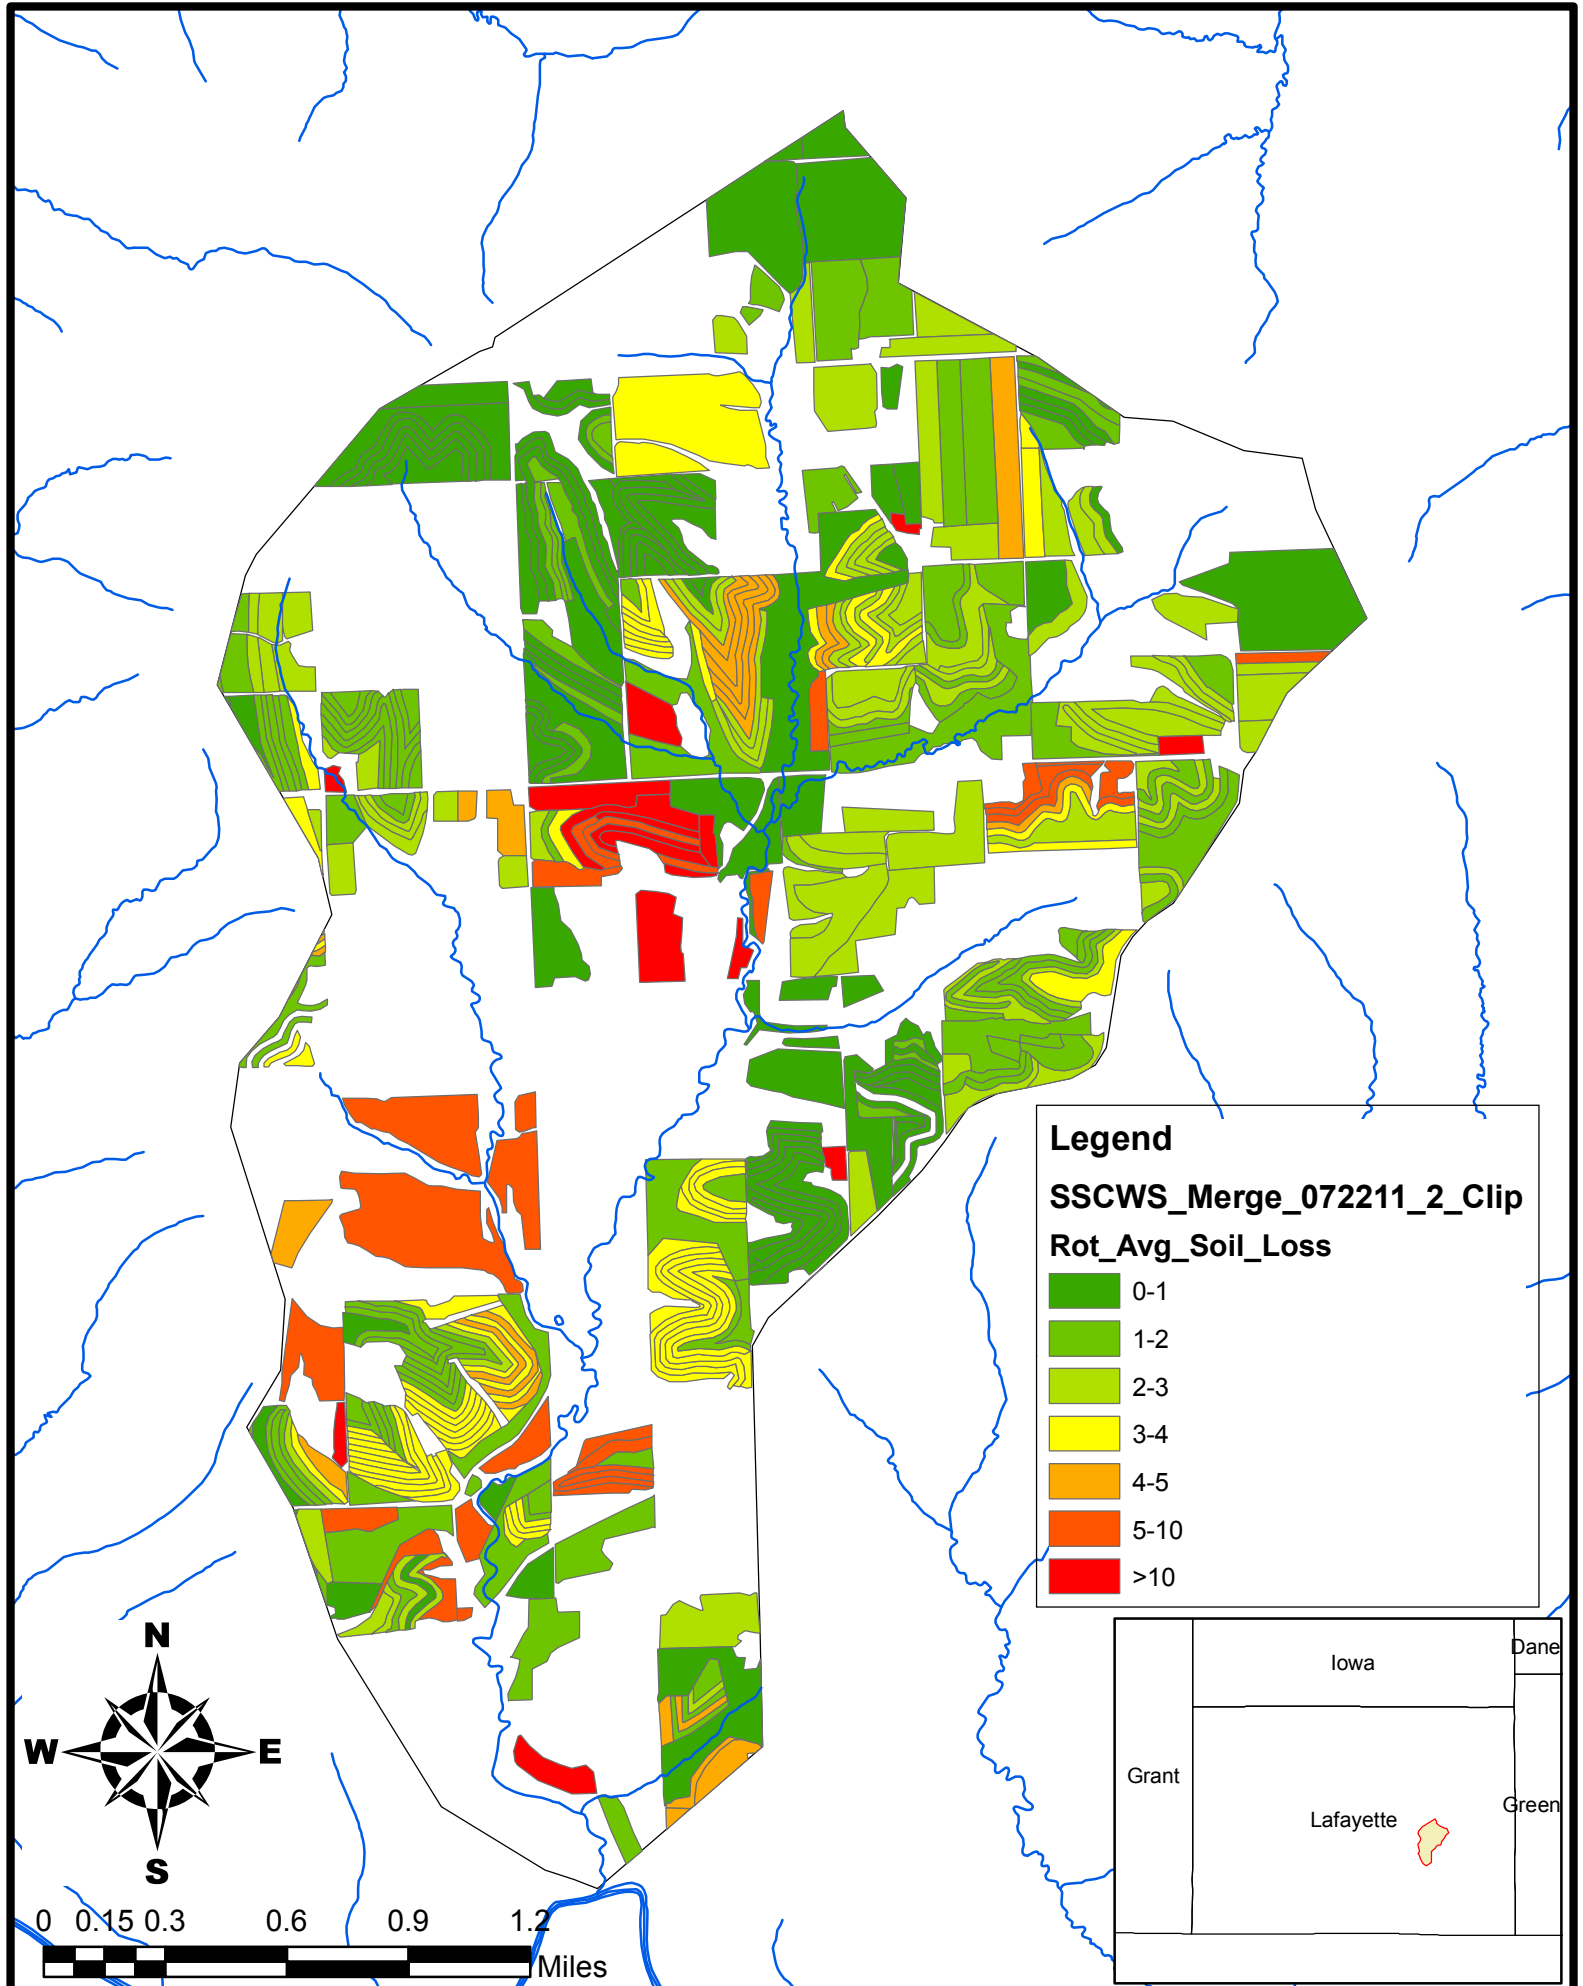 Legend
SSCWS_Merge_072211_2_Clip
Rot_Avg_Soil_Loss
0-1
1-2
2-3
3-4
4-5
5-10
>10
N
W E
S
0 0.15 0.3 0.6 0.9 1.2
Miles
Iowa
Dane
Grant
Lafayette
Green